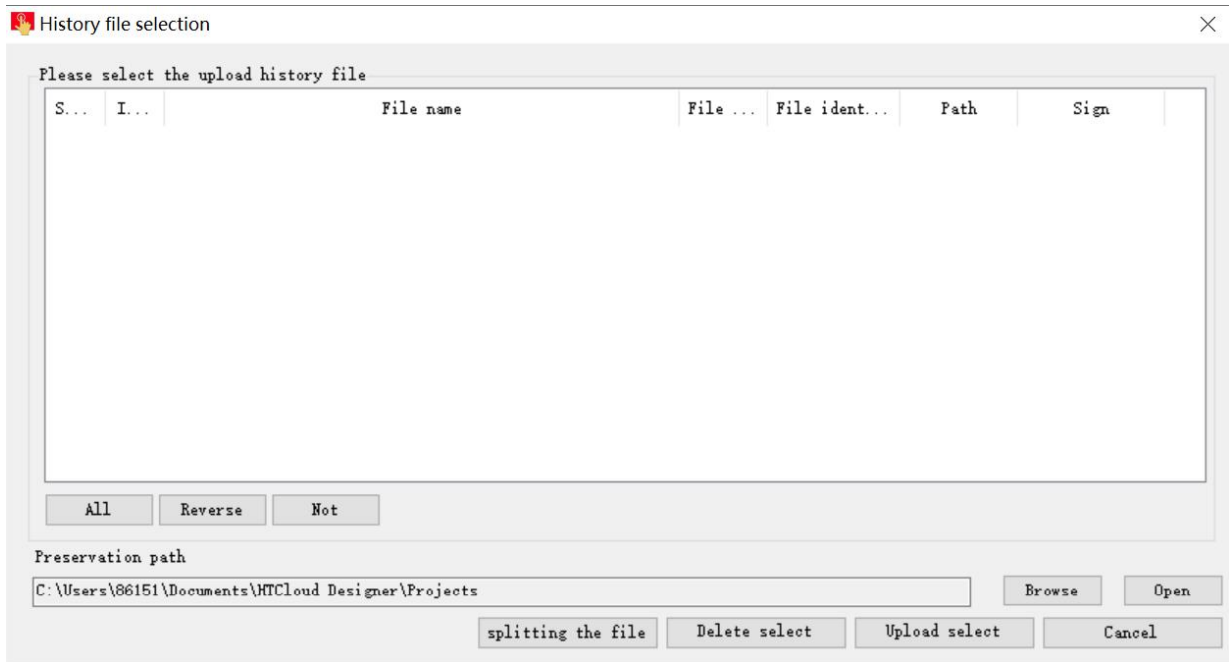 History file selection
Please select the upload history file
S... I... File name File ... File ident... Path Sign
All Reverse Not
Preservation path
C:\Users\86151\Documents\HTCloud Designer\Projects Browse Open
splitting the file Delete select Upload select Cancel